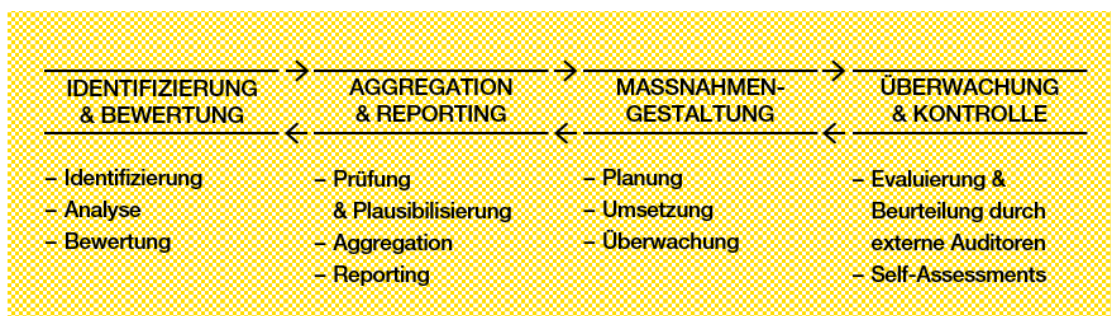 IDENTIFIZIERUNG
& BEWERTUNG
– Identifizierung
– Analyse
– Bewertung
AGGREGATION
& REPORTING
– Prüfung
& Plausibilisierung
– Aggregation
– Reporting
MASSNAHMEN-
GESTALTUNG
– Planung
– Umsetzung
– Überwachung
ÜBERWACHUNG
& KONTROLLE
– Evaluierung &
Beurteilung durch
externe Auditoren
– Self-Assessments